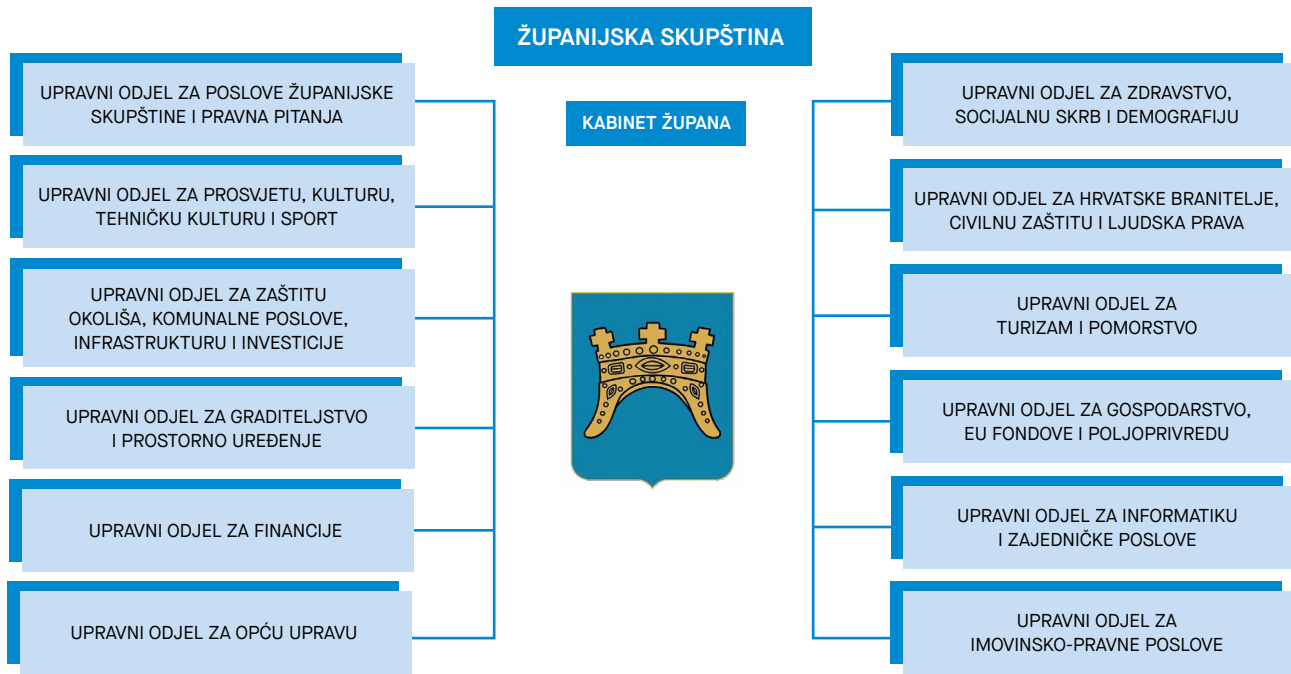 ŽUPANIJSKA SKUPŠTINA
KABINET ŽUPANA
UPRAVNI ODJEL ZA POSLOVE ŽUPANIJSKE
SKUPŠTINE I PRAVNA PITANJA
UPRAVNI ODJEL ZA PROSVJETU, KULTURU,
TEHNIČKU KULTURU I SPORT
UPRAVNI ODJEL ZA ZAŠTITU
OKOLIŠA, KOMUNALNE POSLOVE,
INFRASTRUKTURU I INVESTICIJE
UPRAVNI ODJEL ZA GRADITELJSTVO
I PROSTORNO UREĐENJE
UPRAVNI ODJEL ZA FINANCIJE
UPRAVNI ODJEL ZA OPĆU UPRAVU
UPRAVNI ODJEL ZA ZDRAVSTVO,
SOCIJALNU SKRB I DEMOGRAFIJU
UPRAVNI ODJEL ZA HRVATSKE BRANITELJE,
CIVILNU ZAŠTITU I LJUDSKA PRAVA
UPRAVNI ODJEL ZA
TURIZAM I POMORSTVO
UPRAVNI ODJEL ZA GOSPODARSTVO,
EU FONDOVE I POLJOPRIVREDU
UPRAVNI ODJEL ZA INFORMATIKU
I ZAJEDNIČKE POSLOVE
UPRAVNI ODJEL ZA
IMOVINSKO-PRAVNE POSLOVE